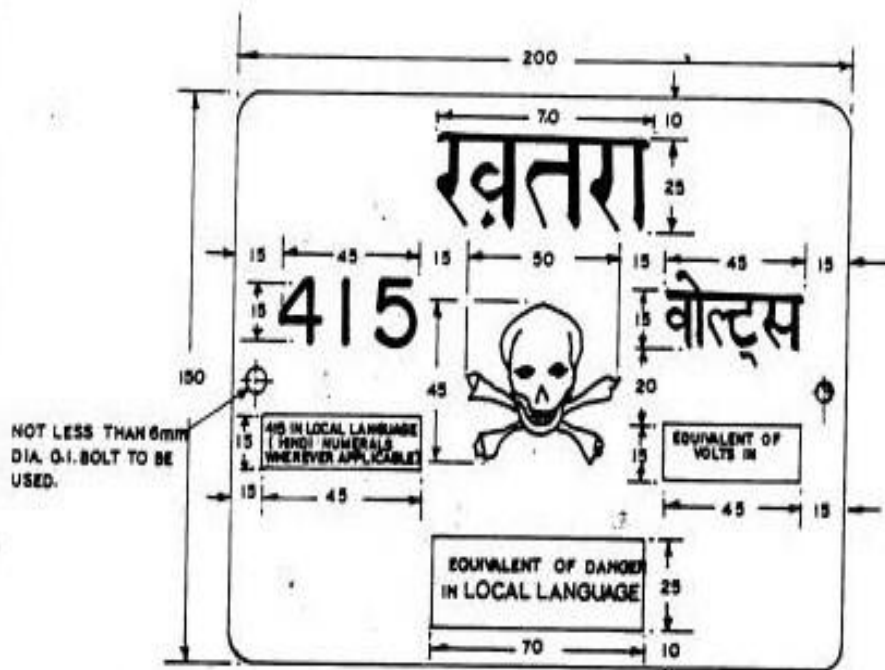 200
70
10
खतरा
25
15
45
15
50
15
45
15
15
415
45
15
वोल्ट्स
150
20
NOT LESS THAN 6mm
DIA. G.I. BOLT TO BE
USED.
15
415 IN LOCAL LANGUAGE
( HINDI NUMERALS
WHEREVER APPLICABLE)
15
EQUIVALENT OF
VOLTS IN
15
45
45
15
EQUIVALENT OF DANGER
IN LOCAL LANGUAGE
25
70
10